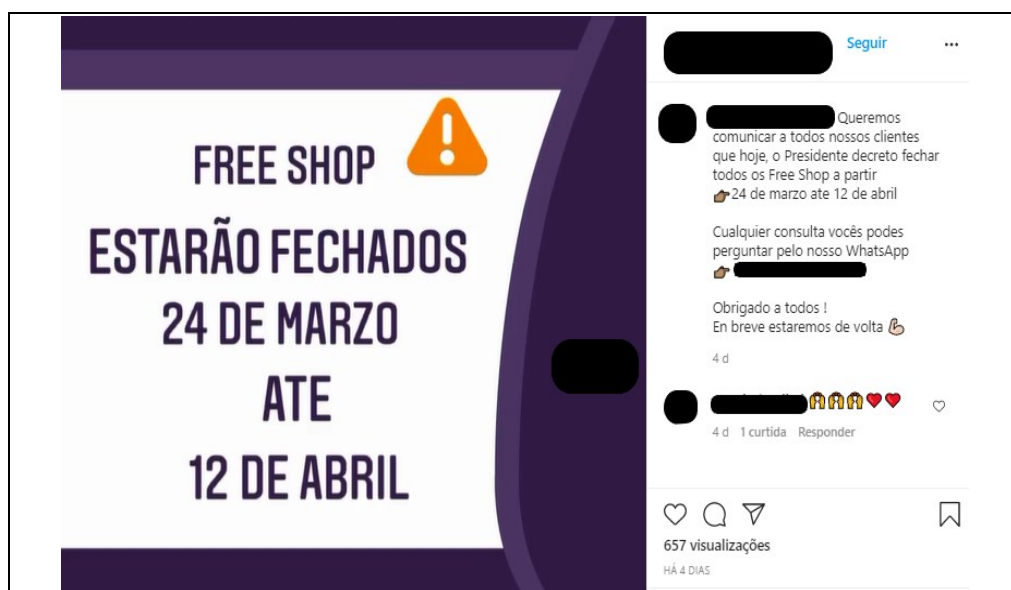 FREE SHOP
ESTARÃO FECHADOS
24 DE MARZO
ATE
12 DE ABRIL
Seguir
Queremos
comunicar a todos nossos clientes
que hoje, o Presidente decreto fechar
todos os Free Shop a partir
24 de marzo ate 12 de abril
Cualquier consulta vocês podes
perguntar pelo nosso WhatsApp
Obrigado a todos !
En breve estaremos de volta
4 d
4 d 1 curtida Responder
657 visualizações
HÁ 4 DIAS